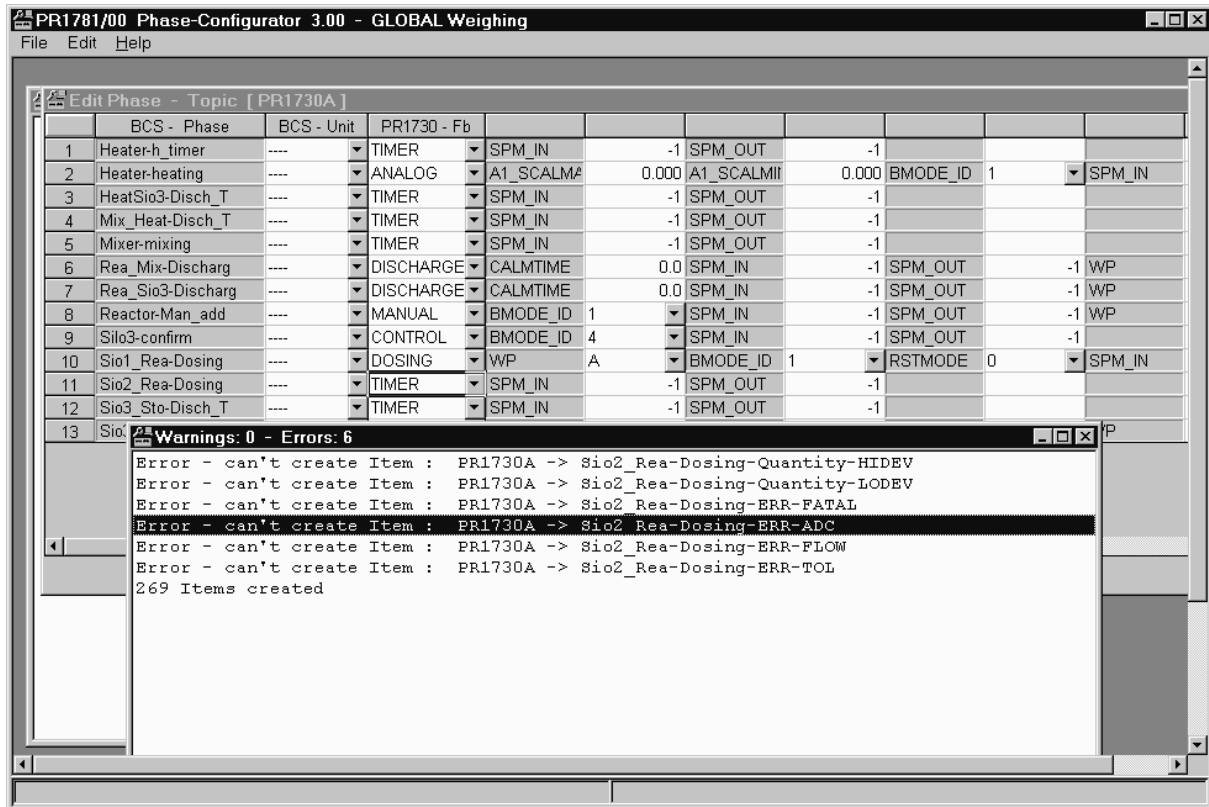 PR1781/00 Phase-Configurator 3.00 - GLOBAL Weighing
File Edit Help
Edit Phase - Topic [ PR1730A ]
BCS - Phase BCS - Unit PR1730 - Fb
1 Heater-h_timer ---- TIMER SPM_IN -1 SPM_OUT -1
2 Heater-heating ---- ANALOG A1_SCALMA 0.000 A1_SCALMII 0.000 BMODE_ID 1 SPM_IN
3 HeatSio3-Disch_T ---- TIMER SPM_IN -1 SPM_OUT -1
4 Mix_Heat-Disch_T ---- TIMER SPM_IN -1 SPM_OUT -1
5 Mixer-mixing ---- TIMER SPM_IN -1 SPM_OUT -1
6 Rea_Mix-Discharg ---- DISCHARGE CALMTIME 0.0 SPM_IN -1 SPM_OUT -1 WP
7 Rea_Sio3-Discharg ---- DISCHARGE CALMTIME 0.0 SPM_IN -1 SPM_OUT -1 WP
8 Reactor-Man_add ---- MANUAL BMODE_ID 1 SPM_IN -1 SPM_OUT -1 WP
9 Silo3-confirm ---- CONTROL BMODE_ID 4 SPM_IN -1 SPM_OUT -1
10 Sio1_Rea-Dosing ---- DOSING WP A BMODE_ID 1 RSTMODE 0 SPM_IN
11 Sio2_Rea-Dosing ---- TIMER SPM_IN -1 SPM_OUT -1
12 Sio3_Sto-Disch_T ---- TIMER SPM_IN -1 SPM_OUT -1
13
Warnings: 0 - Errors: 6
Error - can't create Item : PR1730A -> Sio2_Rea-Dosing-Quantity-HIDEV
Error - can't create Item : PR1730A -> Sio2_Rea-Dosing-Quantity-LODEV
Error - can't create Item : PR1730A -> Sio2_Rea-Dosing-ERR-FATAL
Error - can't create Item : PR1730A -> Sio2_Rea-Dosing-ERR-ADC
Error - can't create Item : PR1730A -> Sio2_Rea-Dosing-ERR-FLOW
Error - can't create Item : PR1730A -> Sio2_Rea-Dosing-ERR-TOL
269 Items created